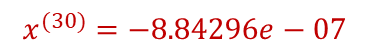 x⁽³⁰⁾ = −8.84296e − 07